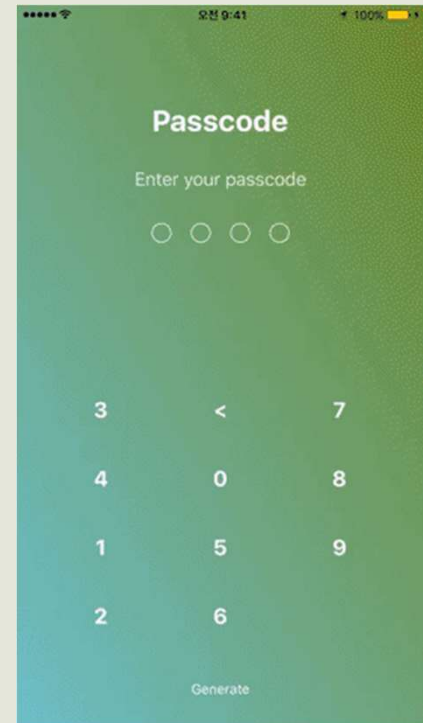 오전 9:41 100%
Passcode
Enter your passcode
3 < 7
4 0 8
1 5 9
2 6
Generate